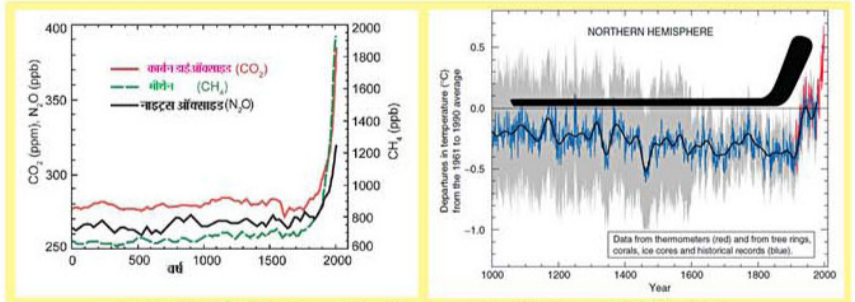 400
350
300
250
CO₂ (ppm), N₂O (ppb)
कार्बन डाई ऑक्साइड (CO₂)
मीथेन (CH₄)
नाइट्रस ऑक्साइड (N₂O)
2000
1800
1600
1400
1200
1000
800
600
CH₄ (ppb)
0 500 1000 1500 2000
वर्ष
NORTHERN HEMISPHERE
0.5
0.0
−0.5
−1.0
Departures in temperature (°C)
from the 1961 to 1990 average
Data from thermometers (red) and from tree rings,
corals, ice cores and historical records (blue).
1000 1200 1400 1600 1800 2000
Year